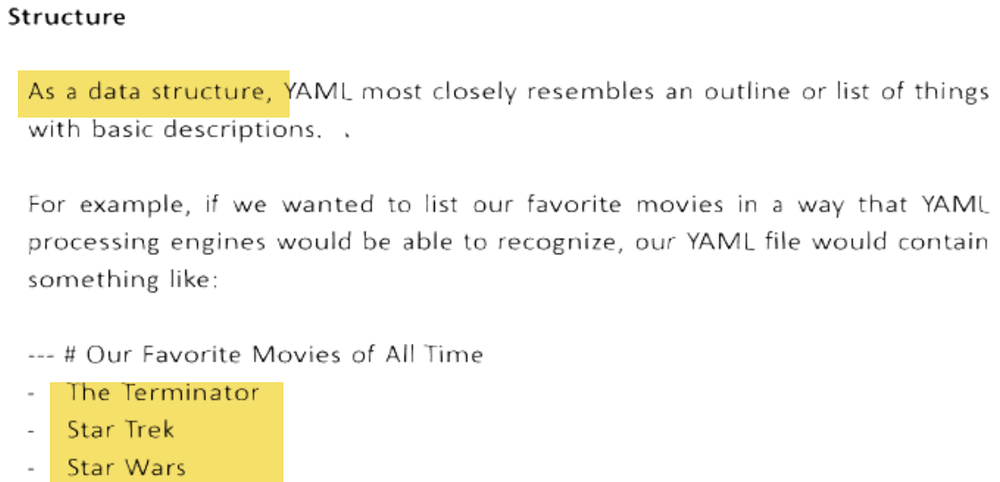 Structure
As a data structure, YAML most closely resembles an outline or list of things
with basic descriptions. .
For example, if we wanted to list our favorite movies in a way that YAML
processing engines would be able to recognize, our YAML file would contain
something like:
--- # Our Favorite Movies of All Time
- The Terminator
- Star Trek
- Star Wars